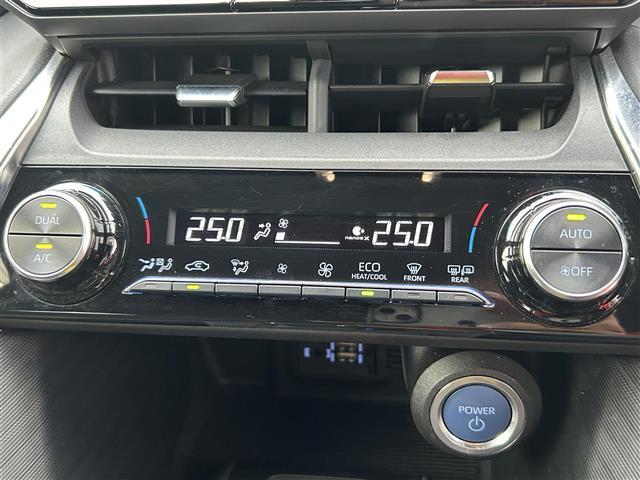 DUAL
A/C
25.0
nanoe X
25.0
AUTO
OFF
ECO
HEAT/COOL
FRONT
REAR
POWER